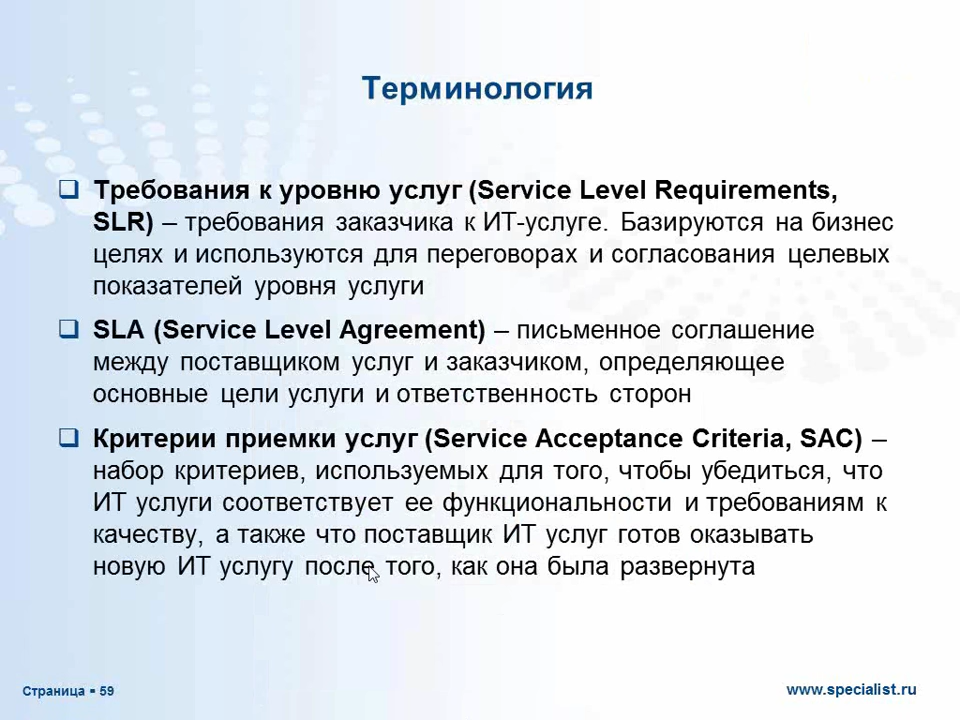 Терминология
Требования к уровню услуг (Service Level Requirements,
SLR) – требования заказчика к ИТ-услуге. Базируются на бизнес
целях и используются для переговорах и согласования целевых
показателей уровня услуги
SLA (Service Level Agreement) – письменное соглашение
между поставщиком услуг и заказчиком, определяющее
основные цели услуги и ответственность сторон
Критерии приемки услуг (Service Acceptance Criteria, SAC) –
набор критериев, используемых для того, чтобы убедиться, что
ИТ услуги соответствует ее функциональности и требованиям к
качеству, а также что поставщик ИТ услуг готов оказывать
новую ИТ услугу после того, как она была развернута
Страница ▪ 59
www.specialist.ru